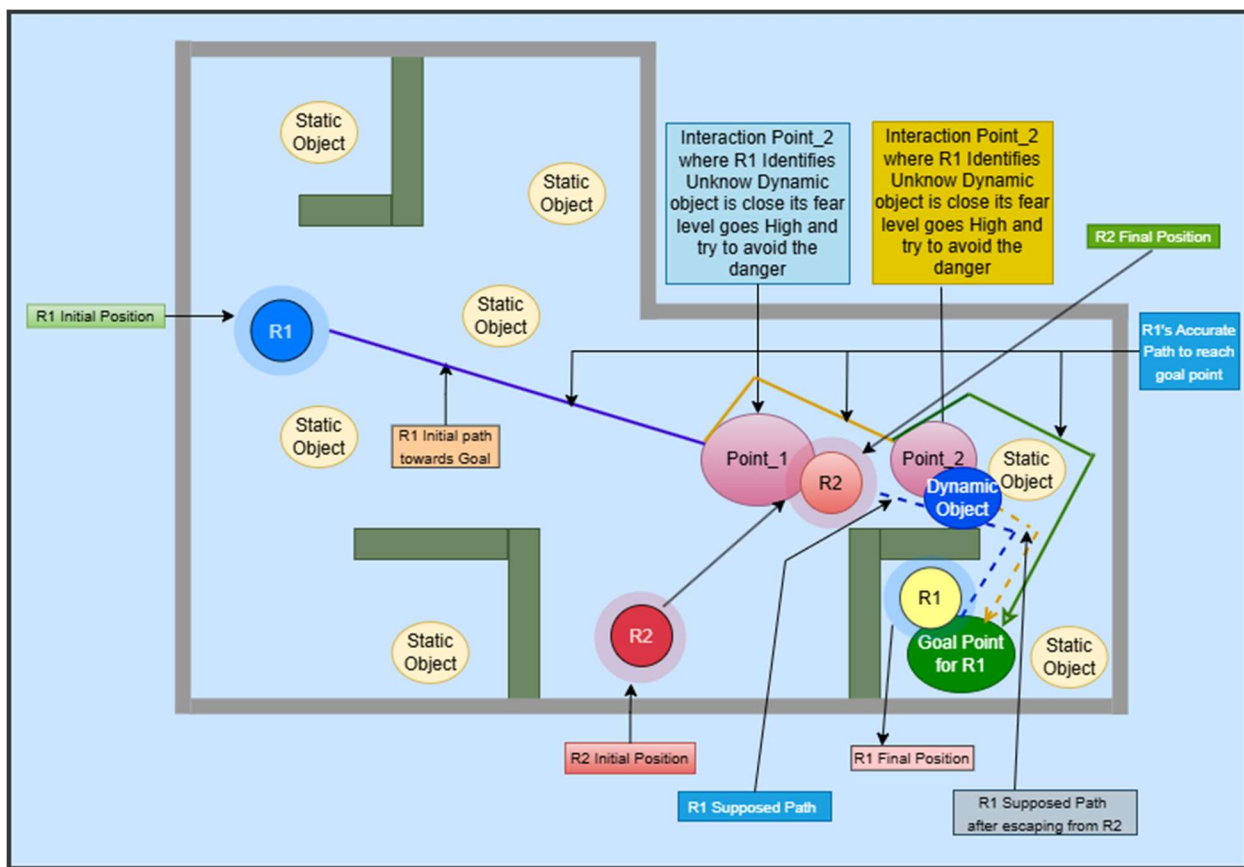 Static
Object
Static
Object
Interaction Point_2
where R1 Identifies
Unknow Dynamic
object is close its fear
level goes High and
try to avoid the
danger
Interaction Point_2
where R1 Identifies
Unknow Dynamic
object is close its fear
level goes High and
try to avoid the
danger
R2 Final Position
R1 Initial Position
R1
Static
Object
R1's Accurate
Path to reach
goal point
Static
Object
R1 Initial path
towards Goal
Point_1
R2
Point_2
Dynamic
Object
Static
Object
R1
R2
Static
Object
Goal Point
for R1
Static
Object
R2 Initial Position
R1 Final Position
R1 Supposed Path
R1 Supposed Path
after escaping from R2